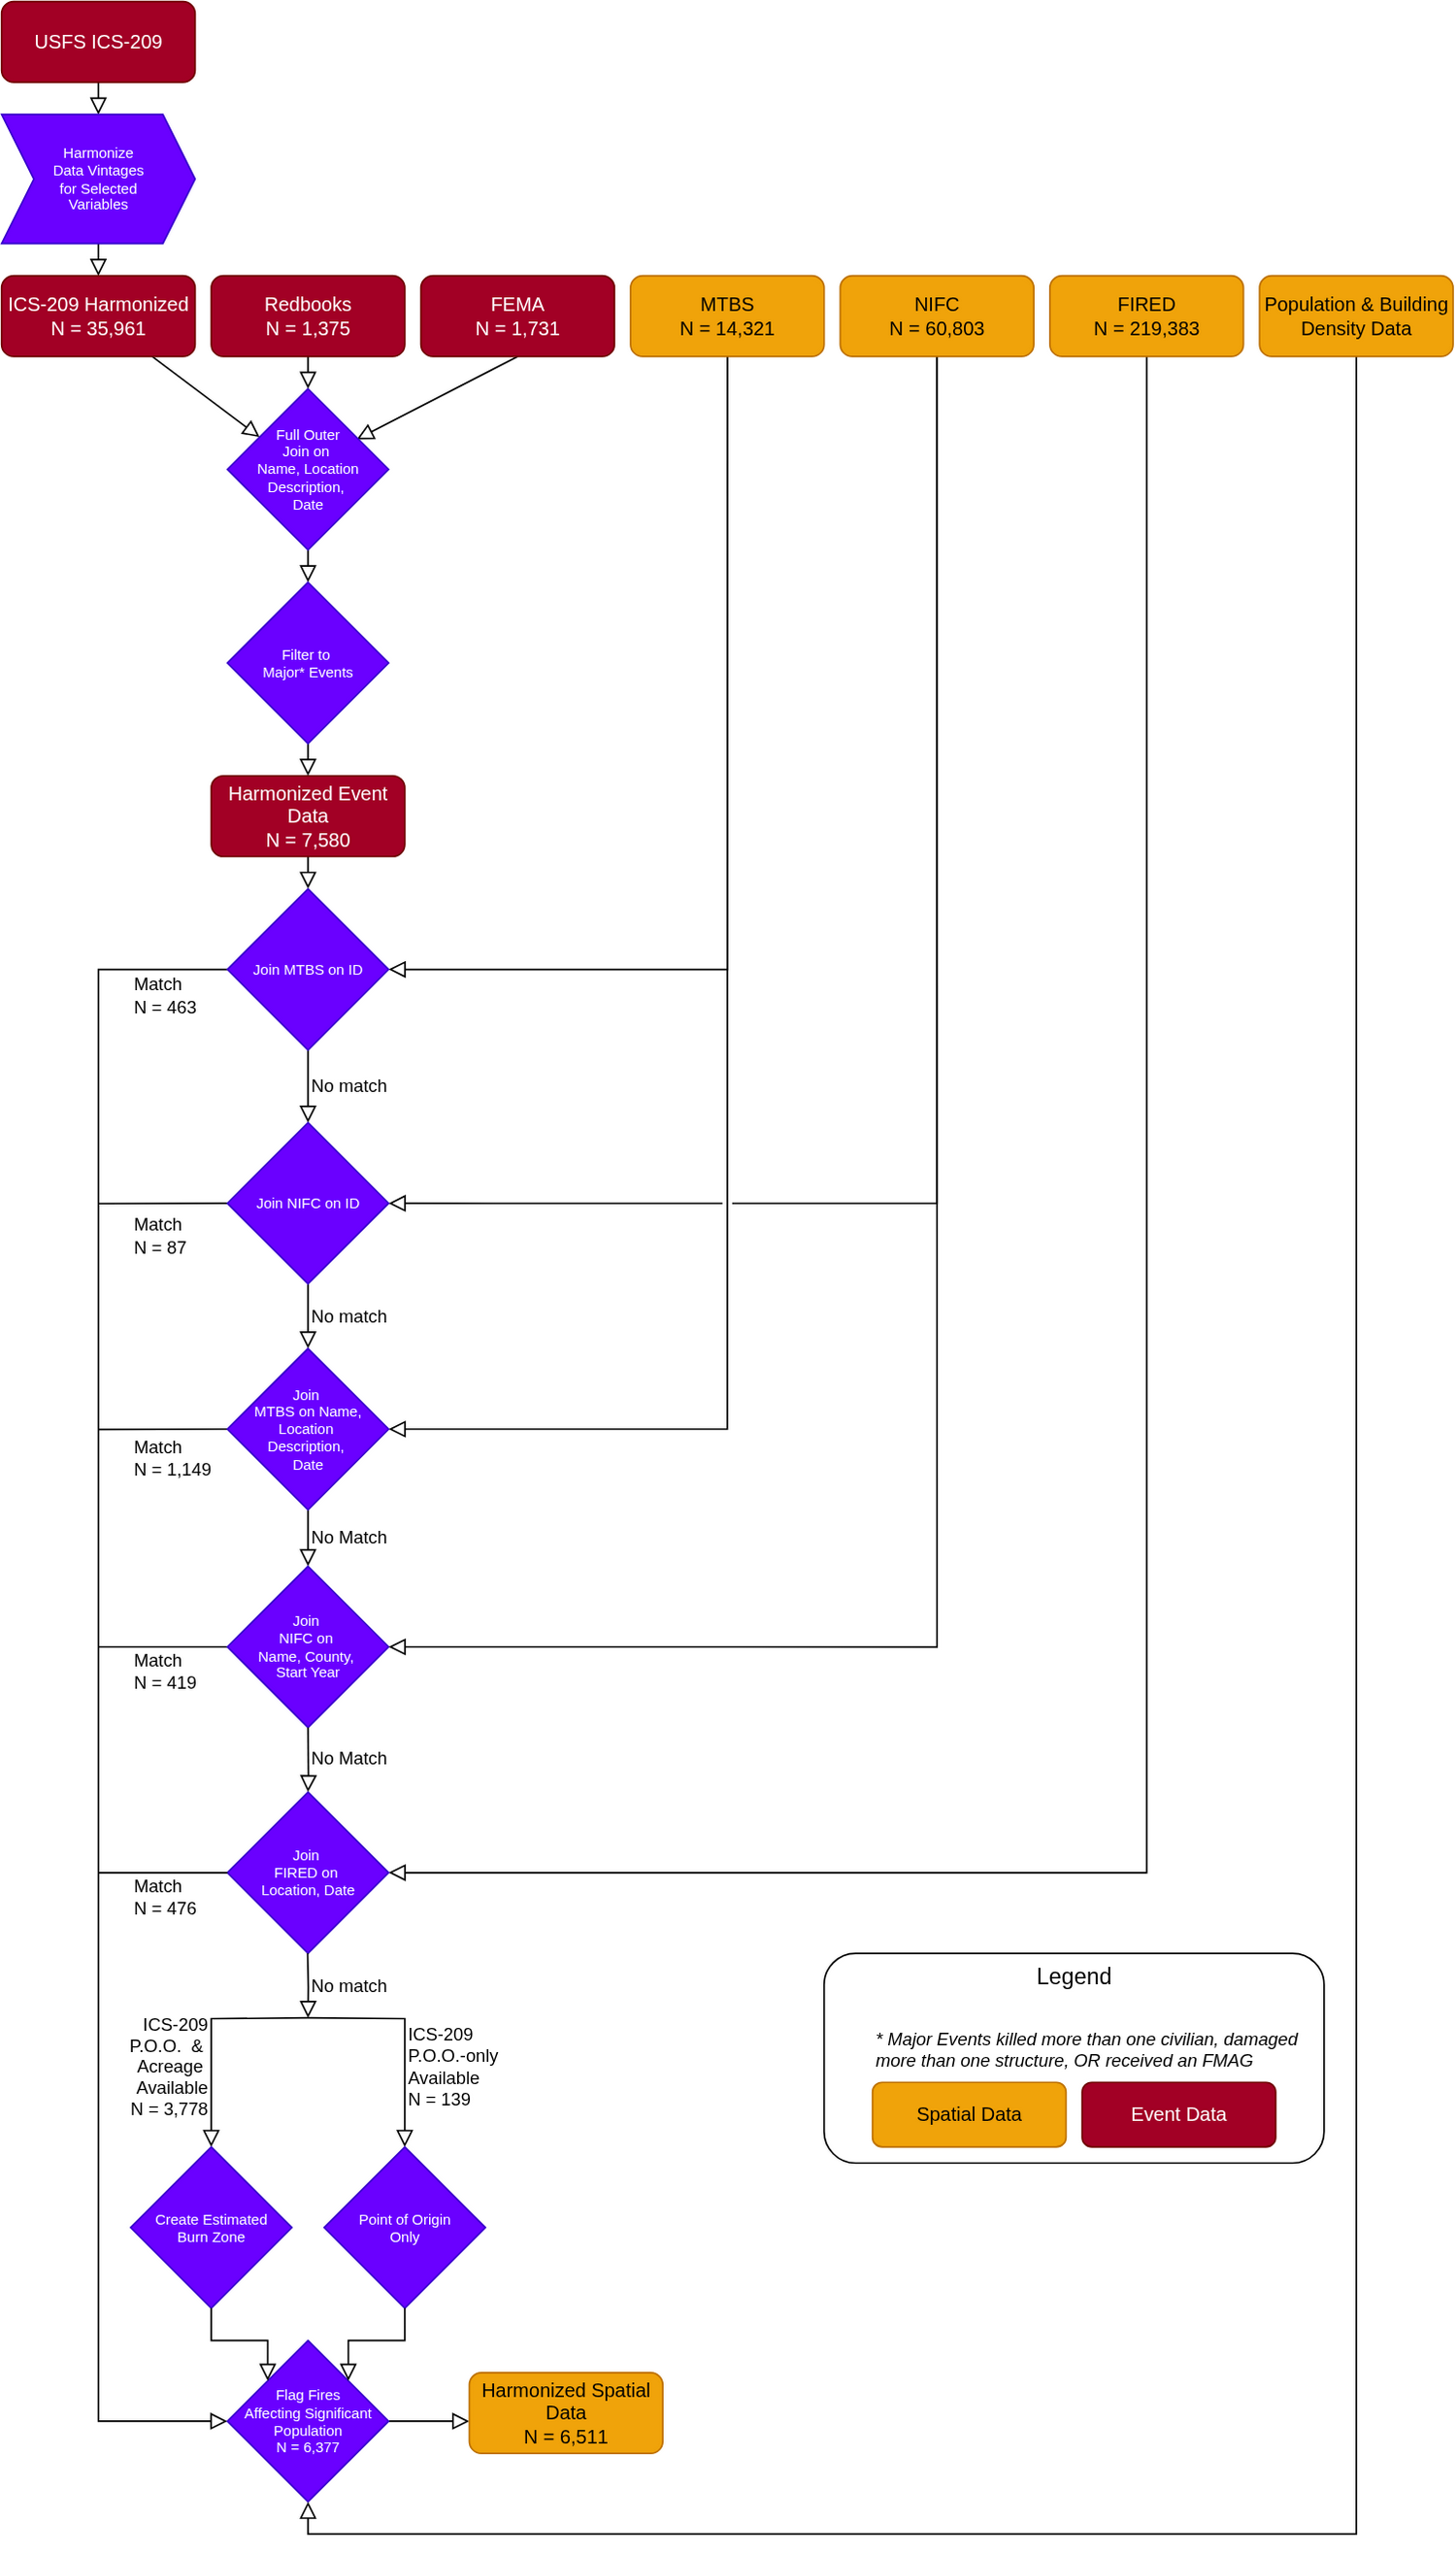 USFS ICS-209
Harmonize
Data Vintages
for Selected
Variables
ICS-209 Harmonized
N = 35,961
Redbooks
N = 1,375
FEMA
N = 1,731
MTBS
N = 14,321
NIFC
N = 60,803
FIRED
N = 219,383
Population & Building
Density Data
Full Outer
Join on
Name, Location
Description,
Date
Filter to
Major* Events
Harmonized Event
Data
N = 7,580
Join MTBS on ID
Match
N = 463
No match
Join NIFC on ID
Match
N = 87
No match
Join
MTBS on Name,
Location
Description,
Date
Match
N = 1,149
No Match
Join
NIFC on
Name, County,
Start Year
Match
N = 419
No Match
Join
FIRED on
Location, Date
Match
N = 476
No match
ICS-209
P.O.O. &
Acreage
Available
N = 3,778
ICS-209
P.O.O.-only
Available
N = 139
Legend
* Major Events killed more than one civilian, damaged
more than one structure, OR received an FMAG
Spatial Data
Event Data
Create Estimated
Burn Zone
Point of Origin
Only
Flag Fires
Affecting Significant
Population
N = 6,377
Harmonized Spatial
Data
N = 6,511